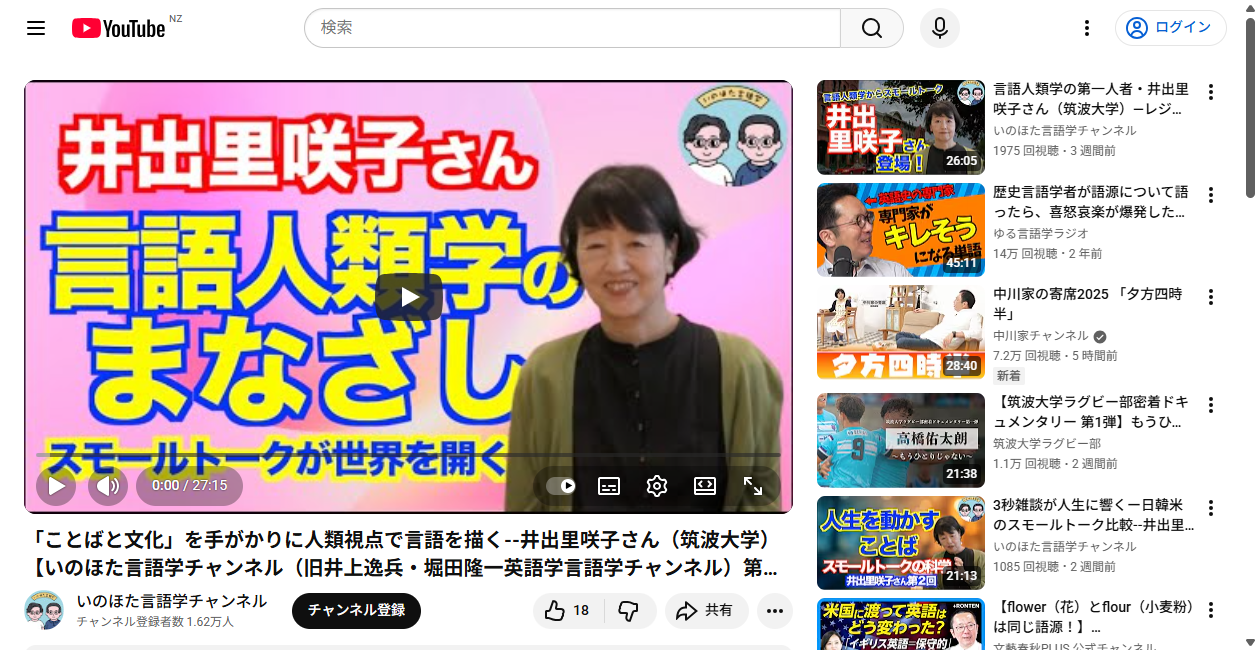 YouTube NZ
検索
ログイン
井出里咲子さん
言語人類学の
まなざし
スモールトークが世界を開く
いのほた言語学
0:00 / 27:15
「ことばと文化」を手がかりに人類視点で言語を描く--井出里咲子さん（筑波大学）
【いのほた言語学チャンネル（旧井上逸兵・堀田隆一英語学言語学チャンネル）第...
いのほた言語学チャンネル
チャンネル登録者数 1.62万人
チャンネル登録
18
共有
言語人類学からスモールトーク
井出
里咲子さん
登場！
26:05
言語人類学の第一人者・井出里
咲子さん（筑波大学）−レジ...
いのほた言語学チャンネル
1975 回視聴・3 週間前
←英語史の専門家
専門家が
キレそう
になる単語
45:11
歴史言語学者が語源について語
ったら、喜怒哀楽が爆発した...
ゆる言語学ラジオ
14万 回視聴・2 年前
夕方四時半
28:40
中川家の寄席2025 「夕方四時
半」
中川家チャンネル
7.2万 回視聴・5 時間前
新着
9
高橋佑太朗
〜もうひとりじゃない〜
21:38
【筑波大学ラグビー部密着ドキ
ュメンタリー 第1弾】もうひ...
筑波大学ラグビー部
1.1万 回視聴・2 週間前
人生を動かす
ことば
スモールトークの科学
井出里咲子さん第2回
21:13
3秒雑談が人生に響くー日韓米
のスモールトーク比較--井出里...
いのほた言語学チャンネル
1085 回視聴・2 週間前
米国に渡って英語は
どう変わった？
「イギリス英語=保守的」
+RONTEN
【flower（花）とflour（小麦粉）
は同じ語源！】...
文藝春秋PLUS 公式チャンネル